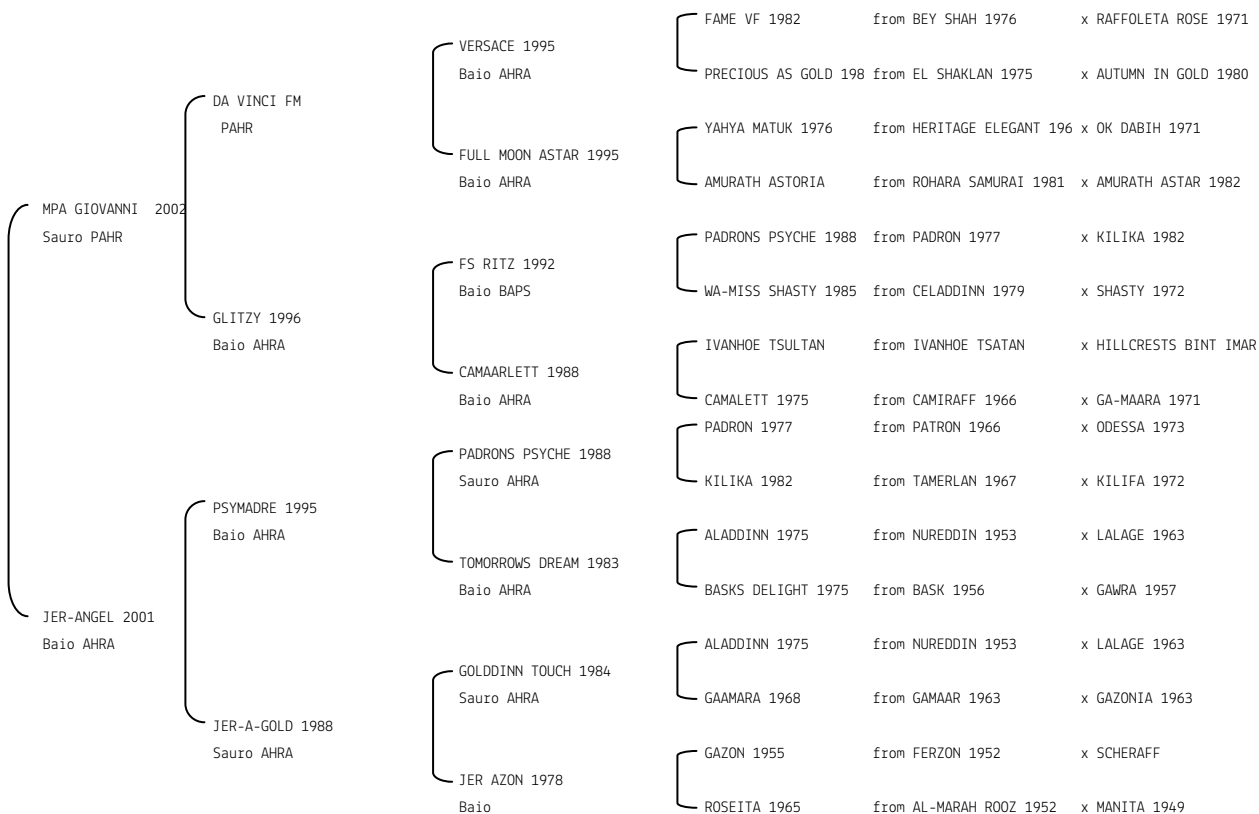 FAME VF 1982 from BEY SHAH 1976 x RAFFOLETA ROSE 1971
VERSACE 1995
Baio AHRA PRECIOUS AS GOLD 198 from EL SHAKLAN 1975 x AUTUMN IN GOLD 1980
DA VINCI FM
PAHR YAHYA MATUK 1976 from HERITAGE ELEGANT 196 x OK DABIH 1971
FULL MOON ASTAR 1995
Baio AHRA AMURATH ASTORIA from ROHARA SAMURAI 1981 x AMURATH ASTAR 1982
MPA GIOVANNI 2002
Sauro PAHR PADRONS PSYCHE 1988 from PADRON 1977 x KILIKA 1982
FS RITZ 1992
Baio BAPS WA-MISS SHASTY 1985 from CELADDINN 1979 x SHASTY 1972
GLITZY 1996
Baio AHRA IVANHOE TSULTAN from IVANHOE TSATAN x HILLCRESTS BINT IMAR
CAMAARLETT 1988
Baio AHRA CAMALETT 1975 from CAMIRAFF 1966 x GA-MAARA 1971
PADRON 1977 from PATRON 1966 x ODESSA 1973
PADRONS PSYCHE 1988
Sauro AHRA KILIKA 1982 from TAMERLAN 1967 x KILIFA 1972
PSYMADRE 1995
Baio AHRA ALADDINN 1975 from NUREDDIN 1953 x LALAGE 1963
TOMORROWS DREAM 1983
Baio AHRA BASKS DELIGHT 1975 from BASK 1956 x GAWRA 1957
JER-ANGEL 2001
Baio AHRA ALADDINN 1975 from NUREDDIN 1953 x LALAGE 1963
GOLDDINN TOUCH 1984
Sauro AHRA GAAMARA 1968 from GAMAAR 1963 x GAZONIA 1963
JER-A-GOLD 1988
Sauro AHRA GAZON 1955 from FERZON 1952 x SCHERAFF
JER AZON 1978
Baio ROSEITA 1965 from AL-MARAH ROOZ 1952 x MANITA 1949